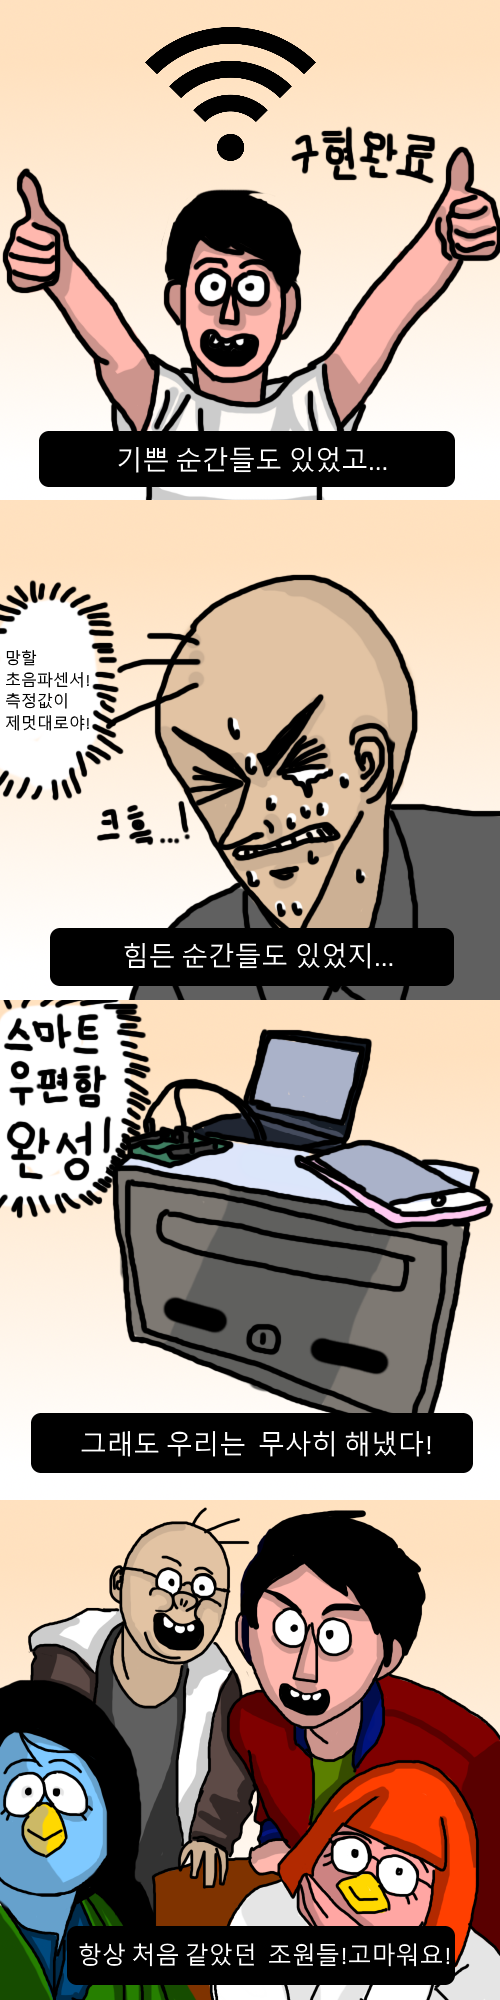 구현완료
기쁜 순간들도 있었고...
망할
초음파센서!
측정값이
제멋대로야!
크흑...!
힘든 순간들도 있었지...
스마트
우편함
완성!
그래도 우리는 무사히 해냈다!
항상 처음 같았던 조원들!고마워요!